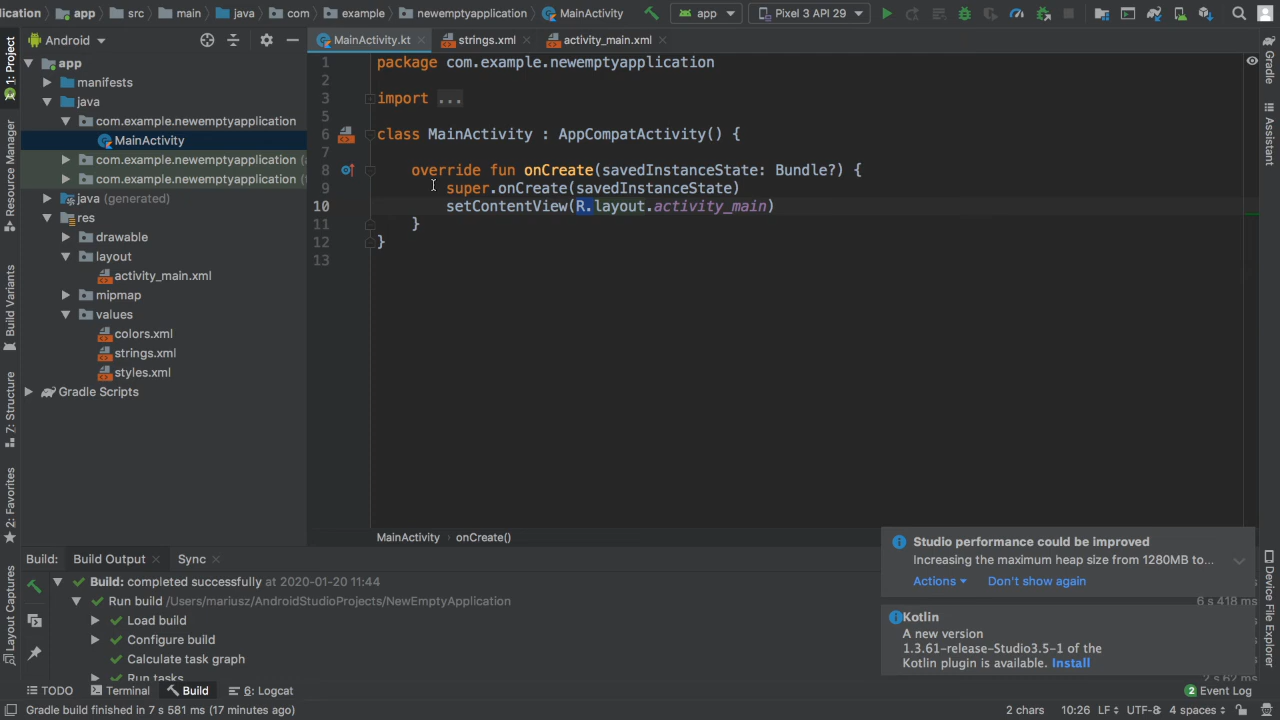 lication app src main java com example newemptyapplication MainActivity app Pixel 3 API 29
1: Project
Resource Manager
Build Variants
7: Structure
2: Favorites
Layout Captures
Android
app
manifests
java
com.example.newemptyapplication
MainActivity
com.example.newemptyapplication
com.example.newemptyapplication
java (generated)
res
drawable
layout
activity_main.xml
mipmap
values
colors.xml
strings.xml
styles.xml
Gradle Scripts
MainActivity.kt strings.xml activity_main.xml
1 package com.example.newemptyapplication
2
3 import ...
5
6 class MainActivity : AppCompatActivity() {
7
8 override fun onCreate(savedInstanceState: Bundle?) {
9 super.onCreate(savedInstanceState)
10 setContentView(R.layout.activity_main)
11 }
12 }
13
MainActivity onCreate()
Gradle
Assistant
Device File Explorer
Build: Build Output Sync
Build: completed successfully at 2020-01-20 11:44
Run build /Users/mariusz/AndroidStudioProjects/NewEmptyApplication
6 s 418 ms
Load build
Configure build
Calculate task graph
Run tasks
2 s 62 ms
Studio performance could be improved
Increasing the maximum heap size from 1280MB to...
Actions Don't show again
Kotlin
A new version
1.3.61-release-Studio3.5-1 of the
Kotlin plugin is available. Install
TODO Terminal Build 6: Logcat 2 Event Log
Gradle build finished in 7 s 581 ms (17 minutes ago) 2 chars 10:26 LF UTF-8 4 spaces